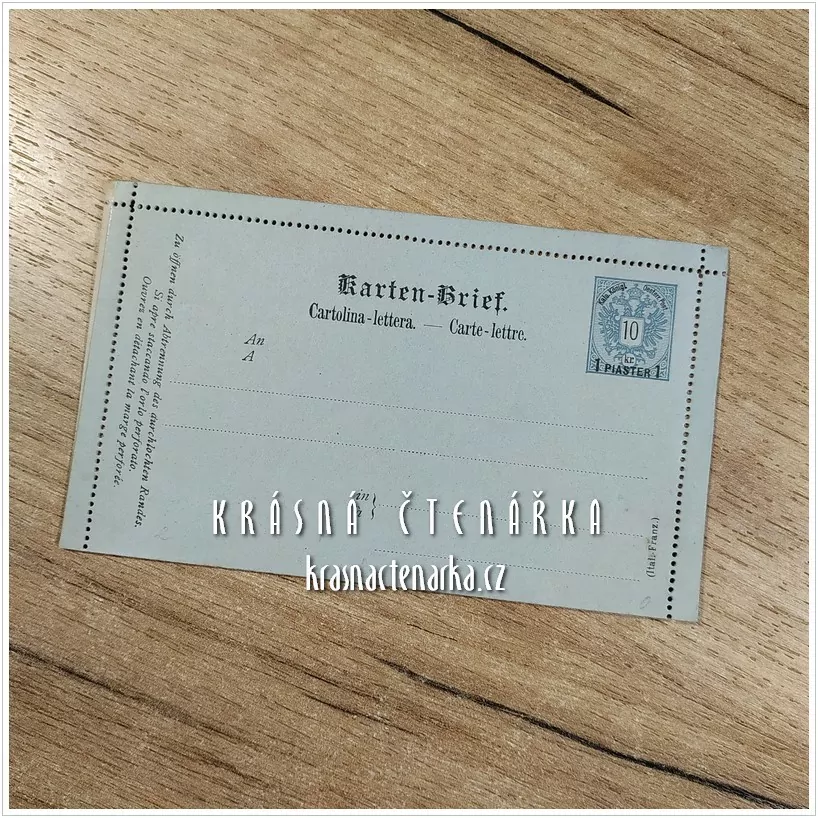 Karten-Brief.
Cartolina-lettera. — Carte-lettre.
An
A
Kais. Königl. Oesterr. Post
10
kr.
1 PIASTER 1
Zu öffnen durch Abtrennung des durchlochten Randes.
Si apre staccando l'orlo perforato.
Ouvrez en détachant la marge perforée.
in
(Ital.-Franz.)
KRÁSNÁ ČTENÁŘKA
krasnactenarka.cz